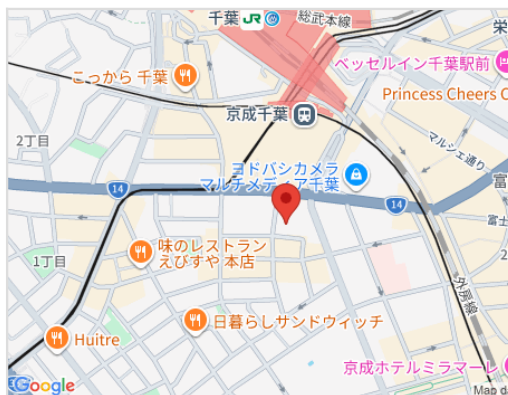 千葉 JR
総武本線
栄
ベッセルイン千葉駅前
こっから 千葉
Princess Cheers C
京成千葉
2丁目
マルシェ通り
ヨドバシカメラ
マルチメディア千葉
14
14
富
富士
味のレストラン
えびすや 本店
1丁目
2
外房線
日暮らしサンドウィッチ
Huitre
京成ホテルミラマーレ
Google
Map d